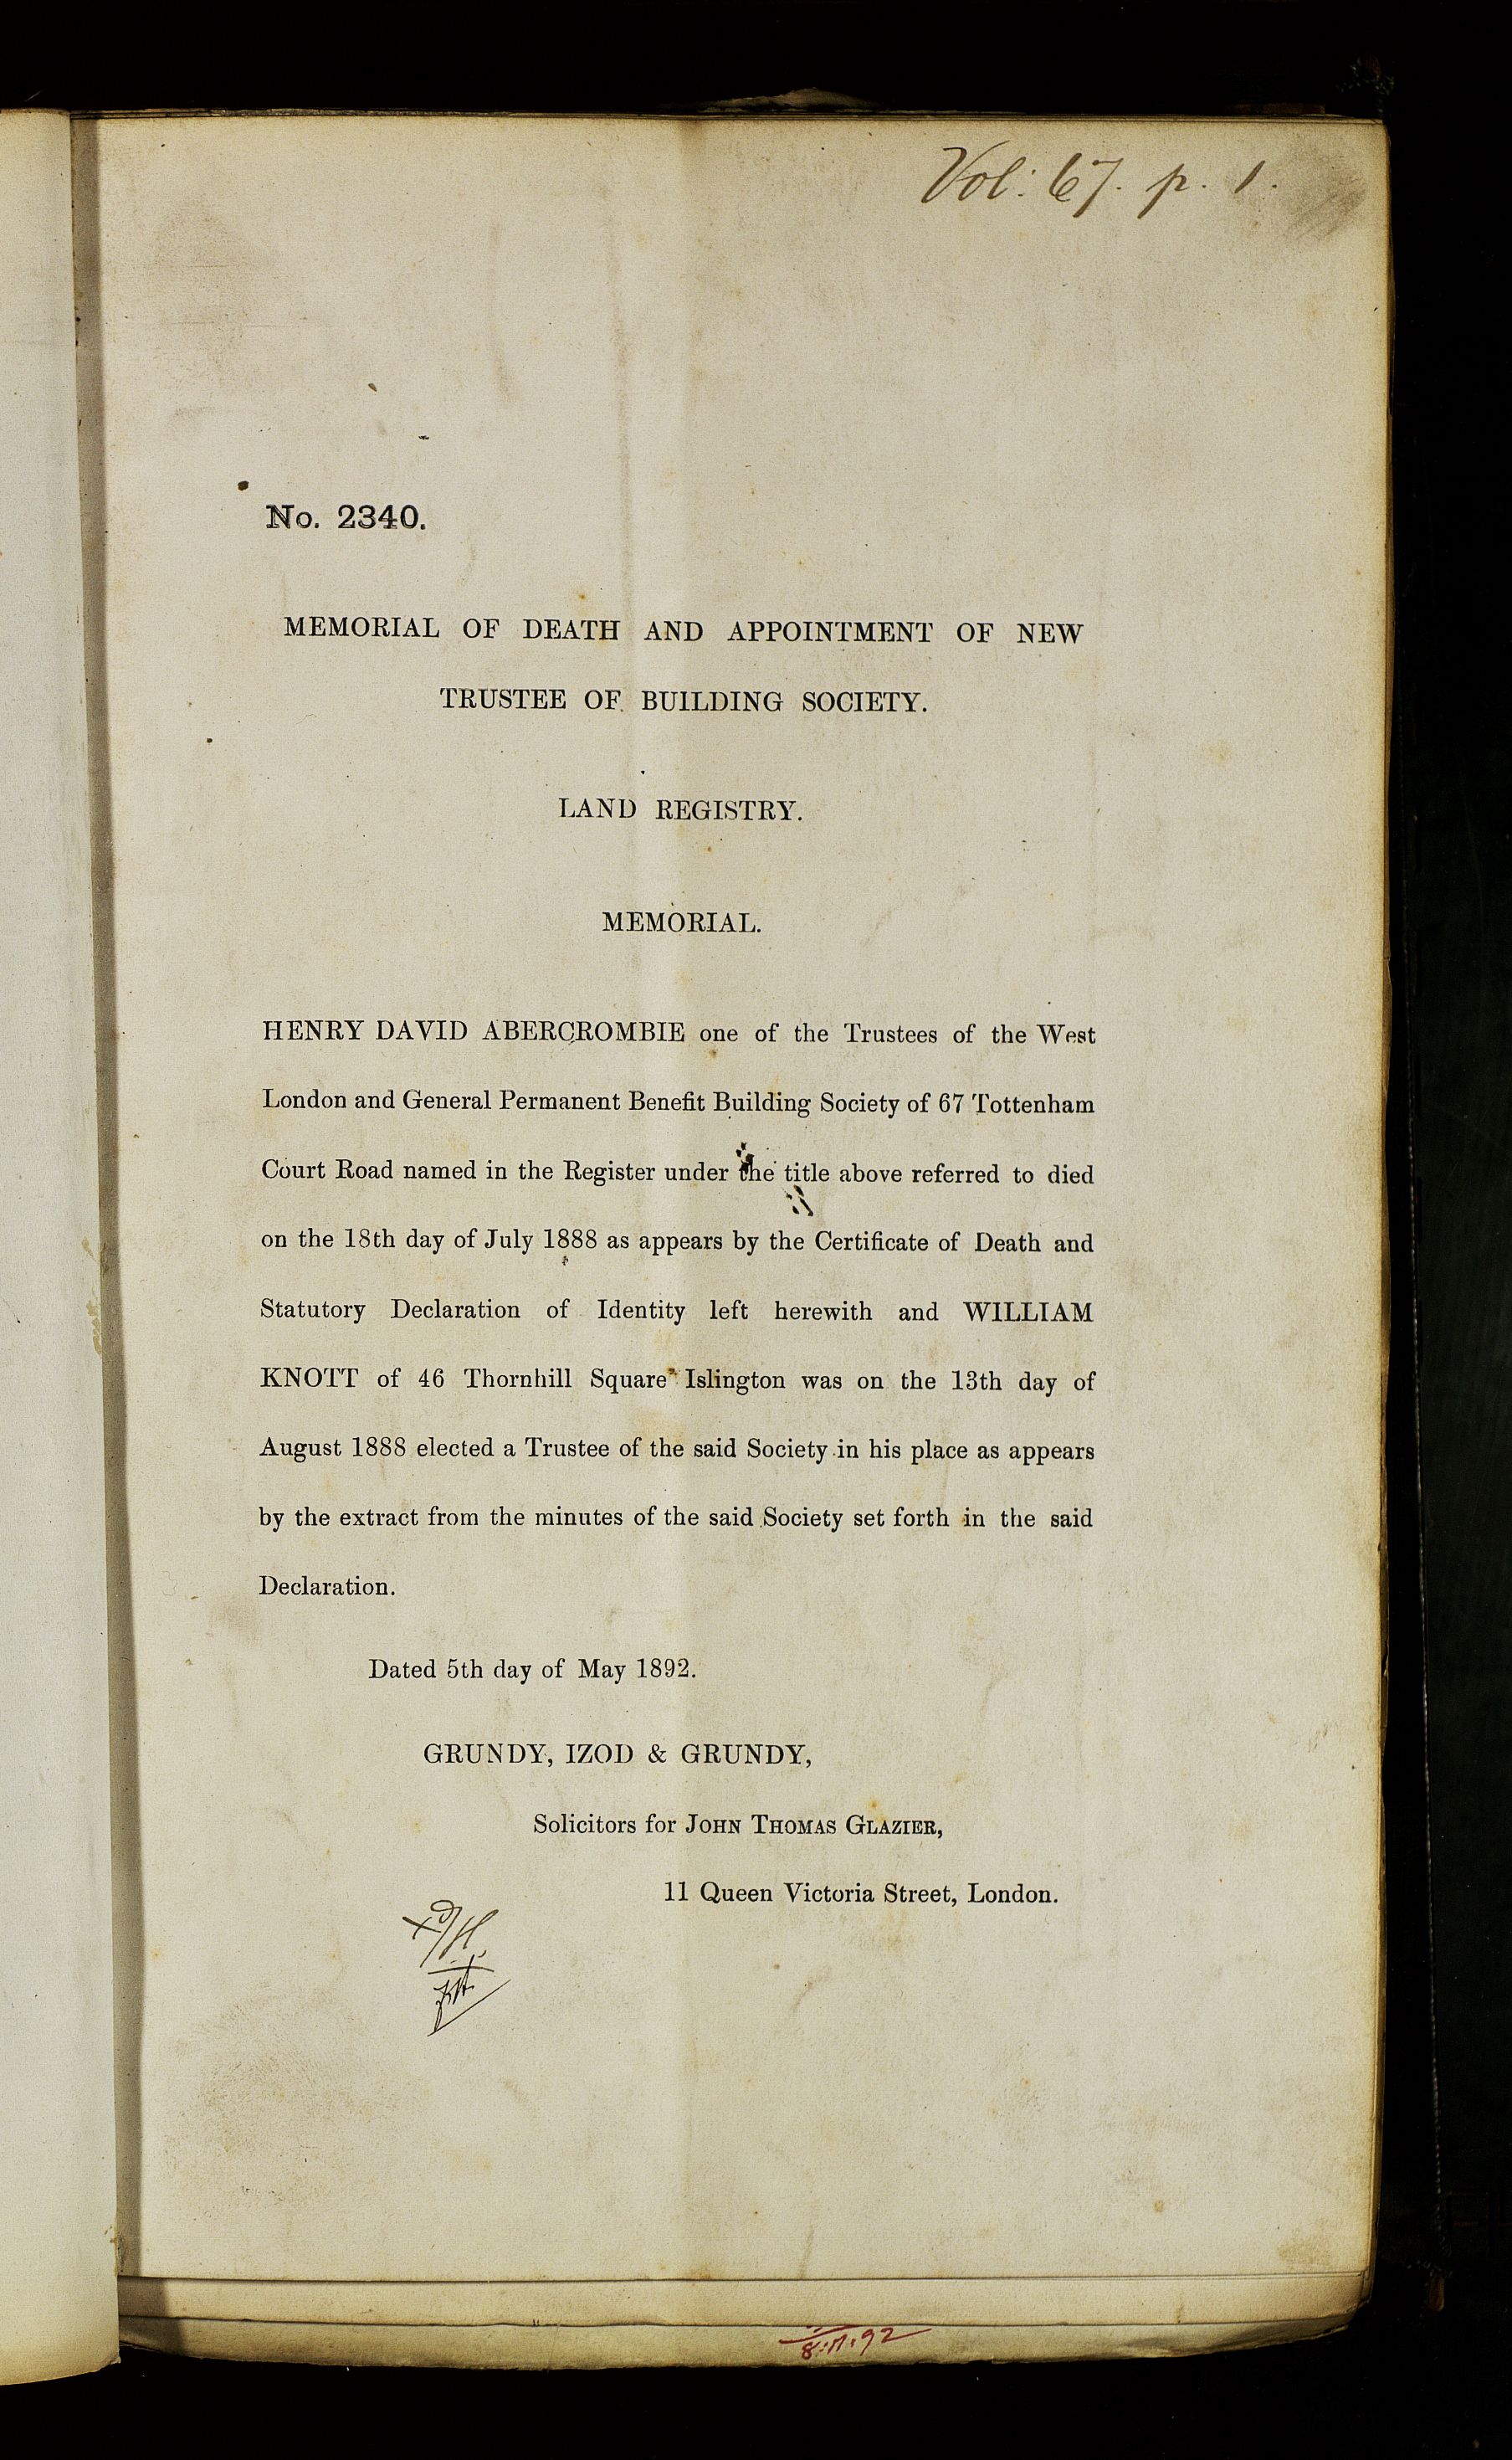 Vol: 67. p. 1.
No. 2340.
MEMORIAL OF DEATH AND APPOINTMENT OF NEW
TRUSTEE OF BUILDING SOCIETY.
LAND REGISTRY.
MEMORIAL.
HENRY DAVID ABERCROMBIE one of the Trustees of the West
London and General Permanent Benefit Building Society of 67 Tottenham
Court Road named in the Register under the title above referred to died
on the 18th day of July 1888 as appears by the Certificate of Death and
Statutory Declaration of Identity left herewith and WILLIAM
KNOTT of 46 Thornhill Square Islington was on the 13th day of
August 1888 elected a Trustee of the said Society in his place as appears
by the extract from the minutes of the said Society set forth in the said
Declaration.
Dated 5th day of May 1892.
GRUNDY, IZOD & GRUNDY,
Solicitors for JOHN THOMAS GLAZIER,
11 Queen Victoria Street, London.